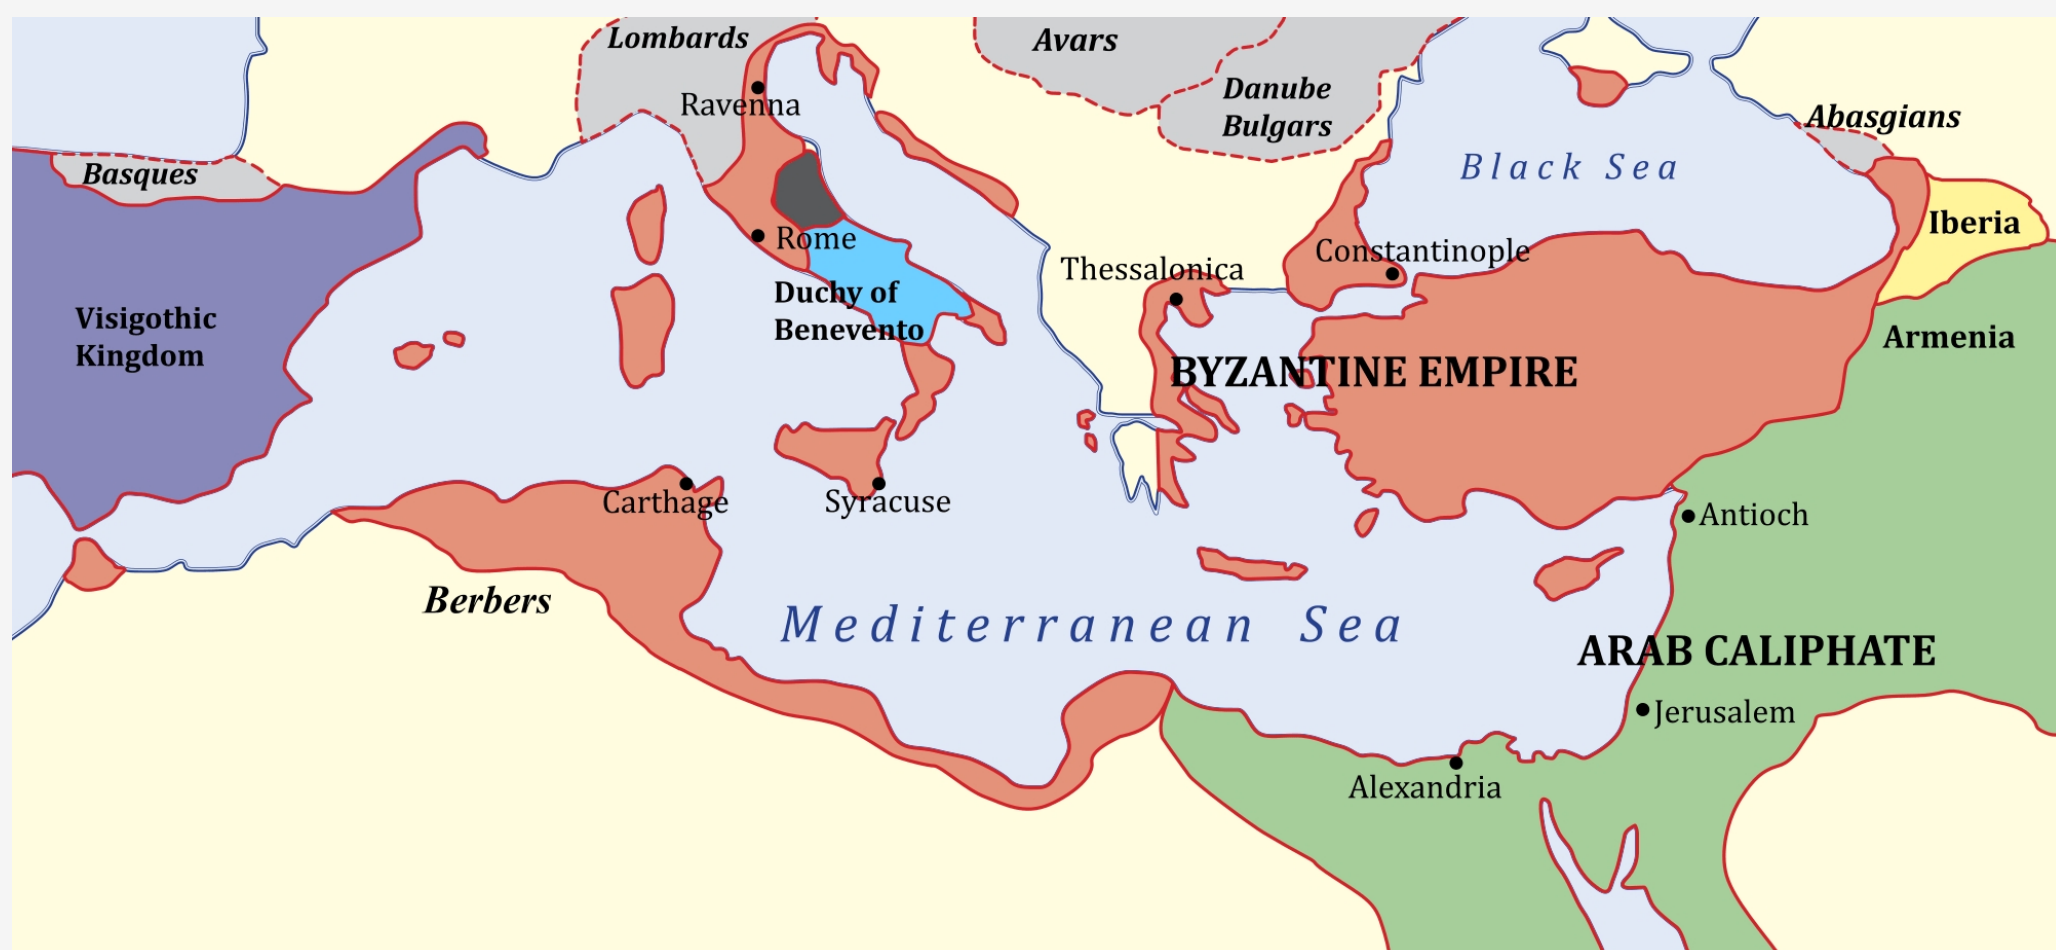 Lombards
Avars
Ravenna
Danube
Bulgars
Abasgians
Basques
Black Sea
Rome
Iberia
Constantinople
Thessalonica
Duchy of
Benevento
Visigothic
Kingdom
Armenia
BYZANTINE EMPIRE
Carthage
Syracuse
Antioch
Berbers
Mediterranean Sea
ARAB CALIPHATE
Jerusalem
Alexandria